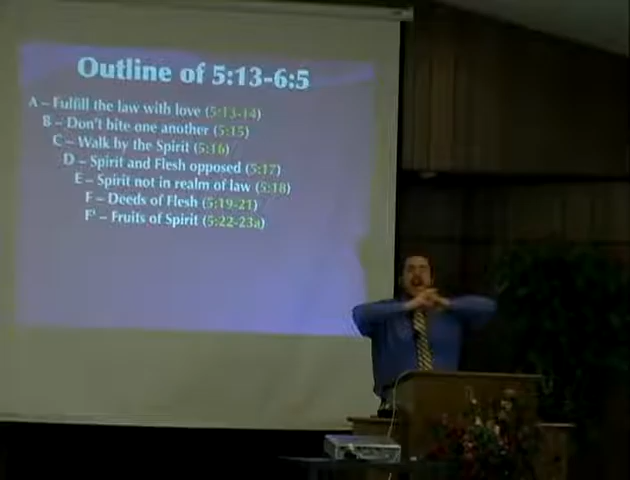 Outline of 5:13-6:5
A – Fulfill the law with love (5:13-14)
B – Don't bite one another (5:15)
C – Walk by the Spirit (5:16)
D – Spirit and Flesh opposed (5:17)
E – Spirit not in realm of law (5:18)
F – Deeds of Flesh (5:19-21)
F' – Fruits of Spirit (5:22-23a)